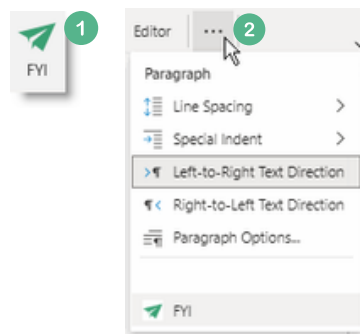 1
FYI
Editor
... 2
Paragraph
Line Spacing
Special Indent
Left-to-Right Text Direction
Right-to-Left Text Direction
Paragraph Options...
FYI